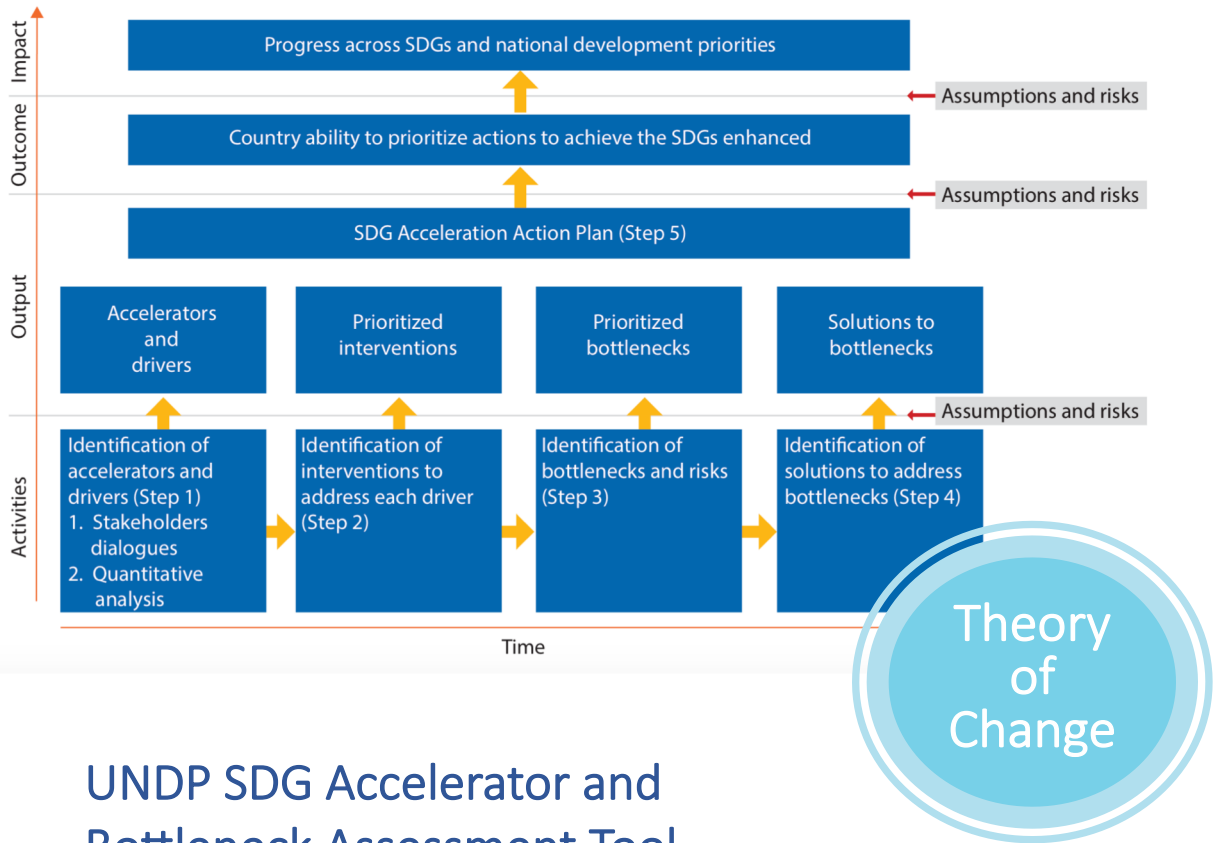 Impact
Progress across SDGs and national development priorities
Assumptions and risks
Outcome
Country ability to prioritize actions to achieve the SDGs enhanced
Assumptions and risks
Output
SDG Acceleration Action Plan (Step 5)
Accelerators
and
drivers
Prioritized
interventions
Prioritized
bottlenecks
Solutions to
bottlenecks
Assumptions and risks
Activities
Identification of
accelerators and
drivers (Step 1)
1. Stakeholders
dialogues
2. Quantitative
analysis
Identification of
interventions to
address each driver
(Step 2)
Identification of
bottlenecks and risks
(Step 3)
Identification of
solutions to address
bottlenecks (Step 4)
Time
Theory
of
Change
UNDP SDG Accelerator and
Bottleneck Assessment Tool